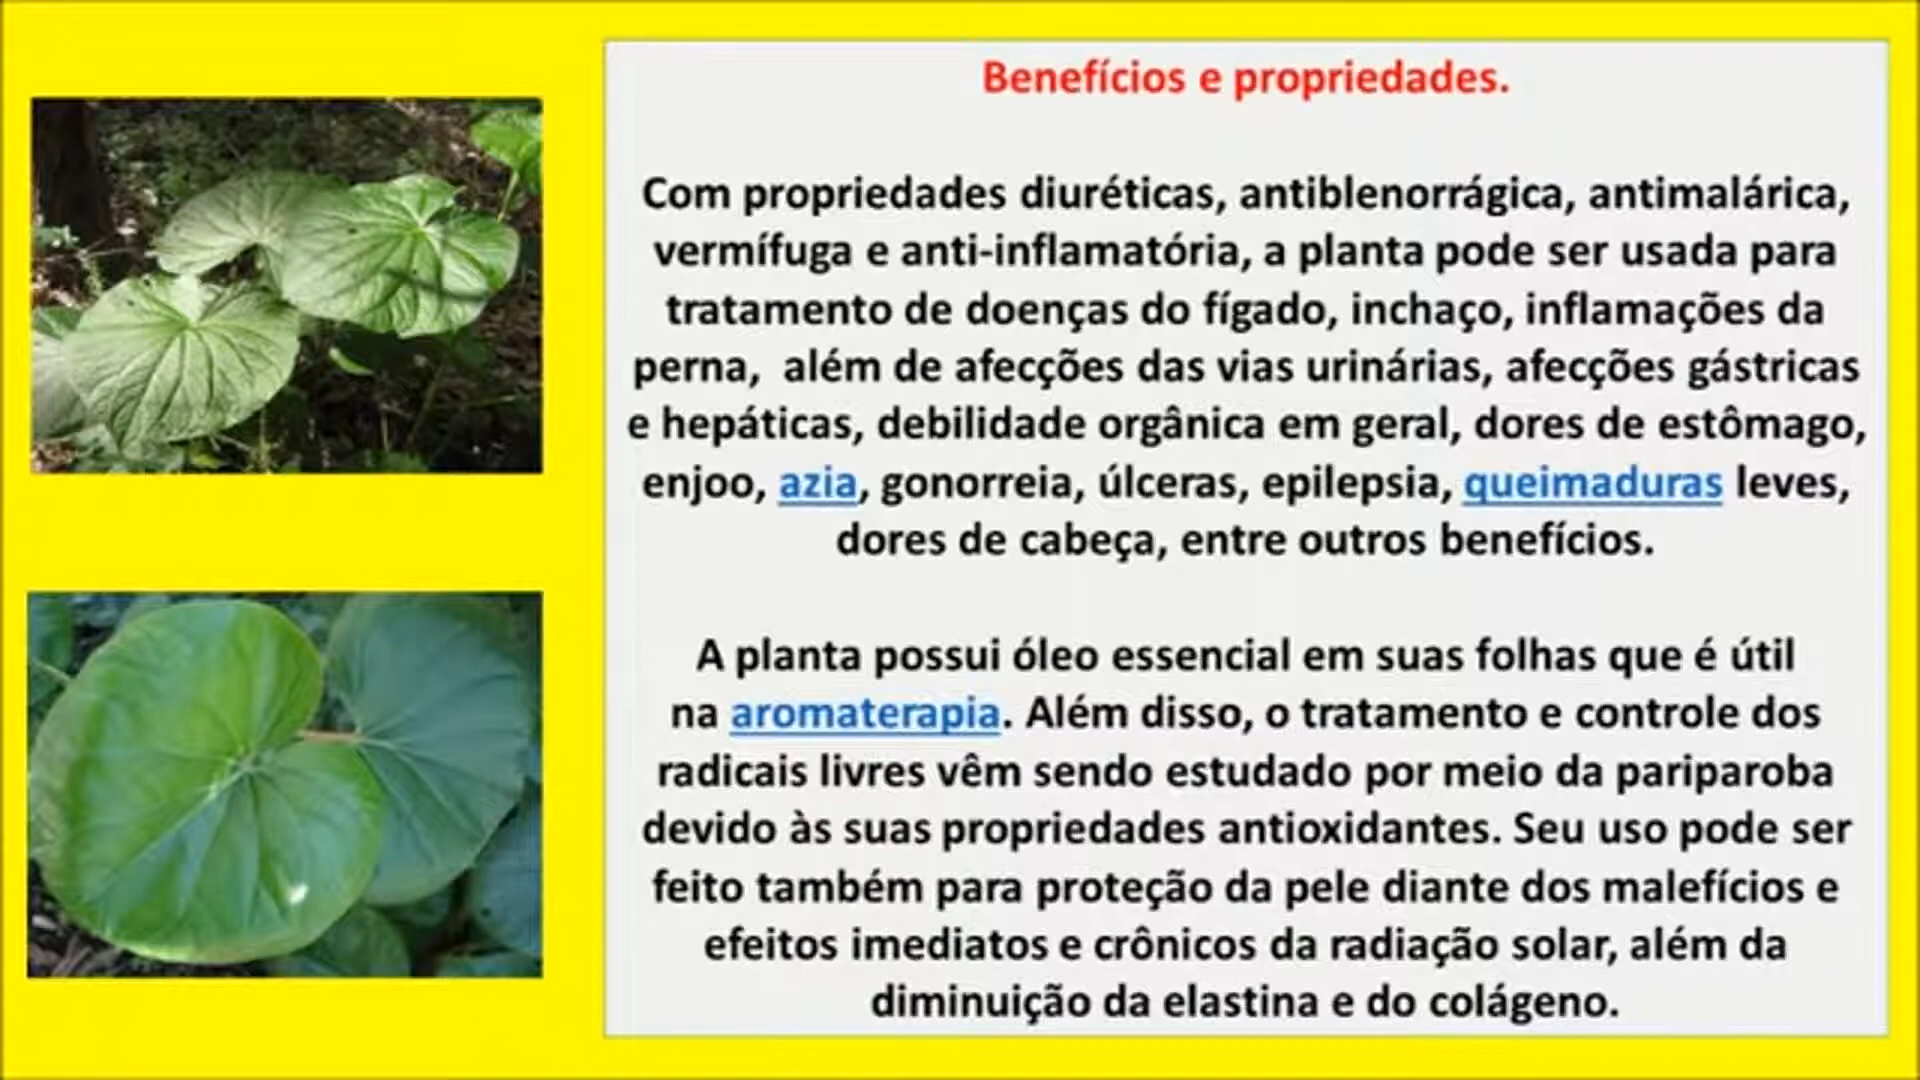 Benefícios e propriedades.
Com propriedades diuréticas, antiblenorrágica, antimalárica,
vermífuga e anti-inflamatória, a planta pode ser usada para
tratamento de doenças do fígado, inchaço, inflamações da
perna, além de afecções das vias urinárias, afecções gástricas
e hepáticas, debilidade orgânica em geral, dores de estômago,
enjoo, azia, gonorreia, úlceras, epilepsia, queimaduras leves,
dores de cabeça, entre outros benefícios.
A planta possui óleo essencial em suas folhas que é útil
na aromaterapia. Além disso, o tratamento e controle dos
radicais livres vêm sendo estudado por meio da pariparoba
devido às suas propriedades antioxidantes. Seu uso pode ser
feito também para proteção da pele diante dos malefícios e
efeitos imediatos e crônicos da radiação solar, além da
diminuição da elastina e do colágeno.